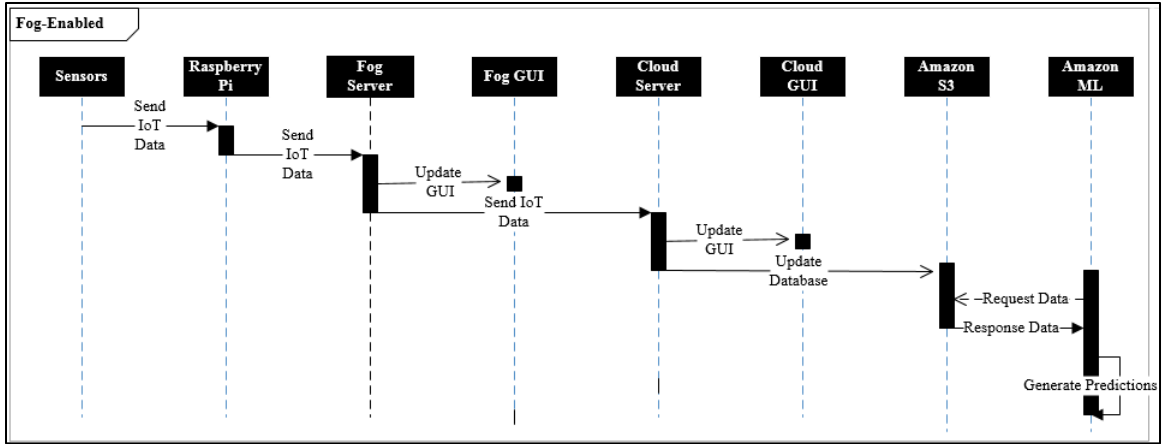 Fog-Enabled
Sensors
Raspberry
Pi
Fog
Server
Fog GUI
Cloud
Server
Cloud
GUI
Amazon
S3
Amazon
ML
Send
IoT
Data
Send
IoT
Data
Update
GUI
Send IoT
Data
Update
GUI
Update
Database
Request Data
Response Data
Generate Predictions